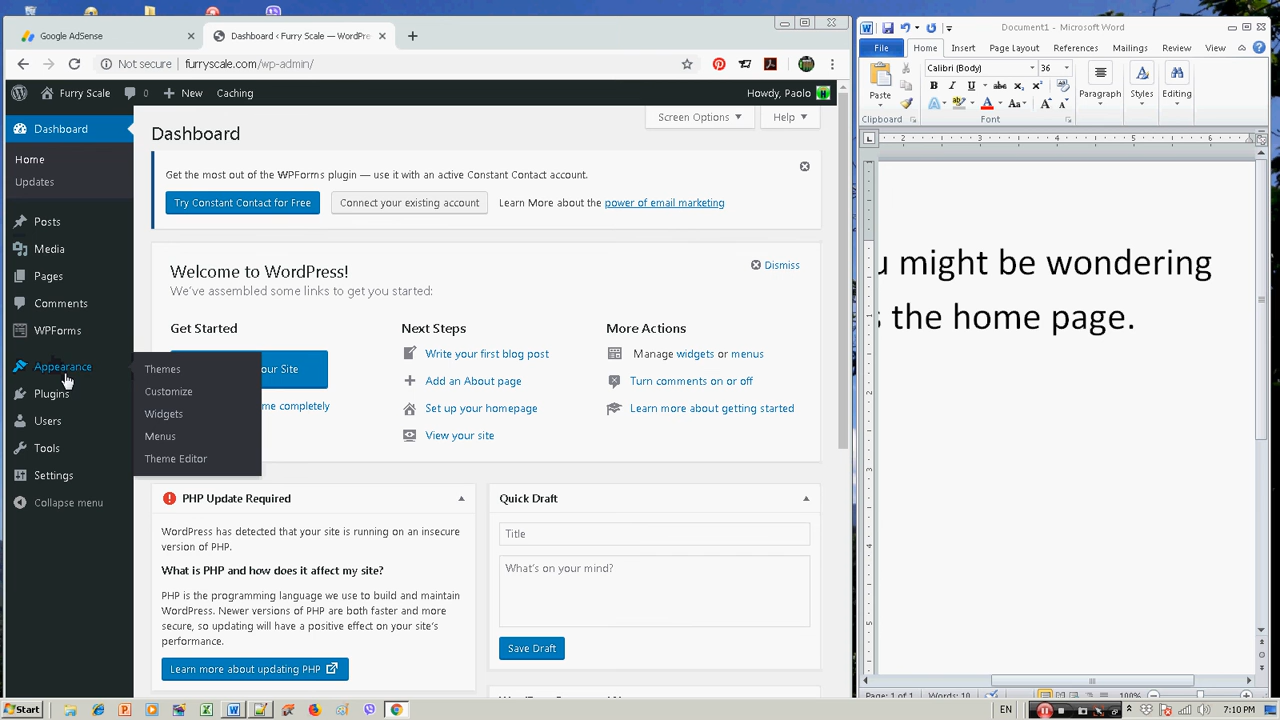 Google AdSense
Dashboard ‹ Furry Scale — WordPre
Not secure
furryscale.com/wp-admin/
Furry Scale
0
New
Caching
Howdy, Paolo
Dashboard
Home
Updates
Posts
Media
Pages
Comments
WPForms
Appearance
Plugins
Users
Tools
Settings
Collapse menu
Themes
Customize
Widgets
Menus
Theme Editor
Dashboard
Screen Options
Help
Get the most out of the WPForms plugin — use it with an active Constant Contact account.
Try Constant Contact for Free
Connect your existing account
Learn More about the power of email marketing
Welcome to WordPress!
We've assembled some links to get you started:
Dismiss
Get Started
our Site
me completely
Next Steps
Write your first blog post
Add an About page
Set up your homepage
View your site
More Actions
Manage widgets or menus
Turn comments on or off
Learn more about getting started
PHP Update Required
WordPress has detected that your site is running on an insecure
version of PHP.
What is PHP and how does it affect my site?
PHP is the programming language we use to build and maintain
WordPress. Newer versions of PHP are both faster and more
secure, so updating will have a positive effect on your site's
performance.
Learn more about updating PHP
Quick Draft
Title
What's on your mind?
Save Draft
Document1 - Microsoft Word
File
Home
Insert
Page Layout
References
Mailings
Review
View
Paste
Clipboard
Calibri (Body)
36
Font
Paragraph
Styles
Editing
2 3 4 5 6
u might be wondering
s the home page.
Page: 1 of 1
Words: 10
100%
Start
EN
7:10 PM